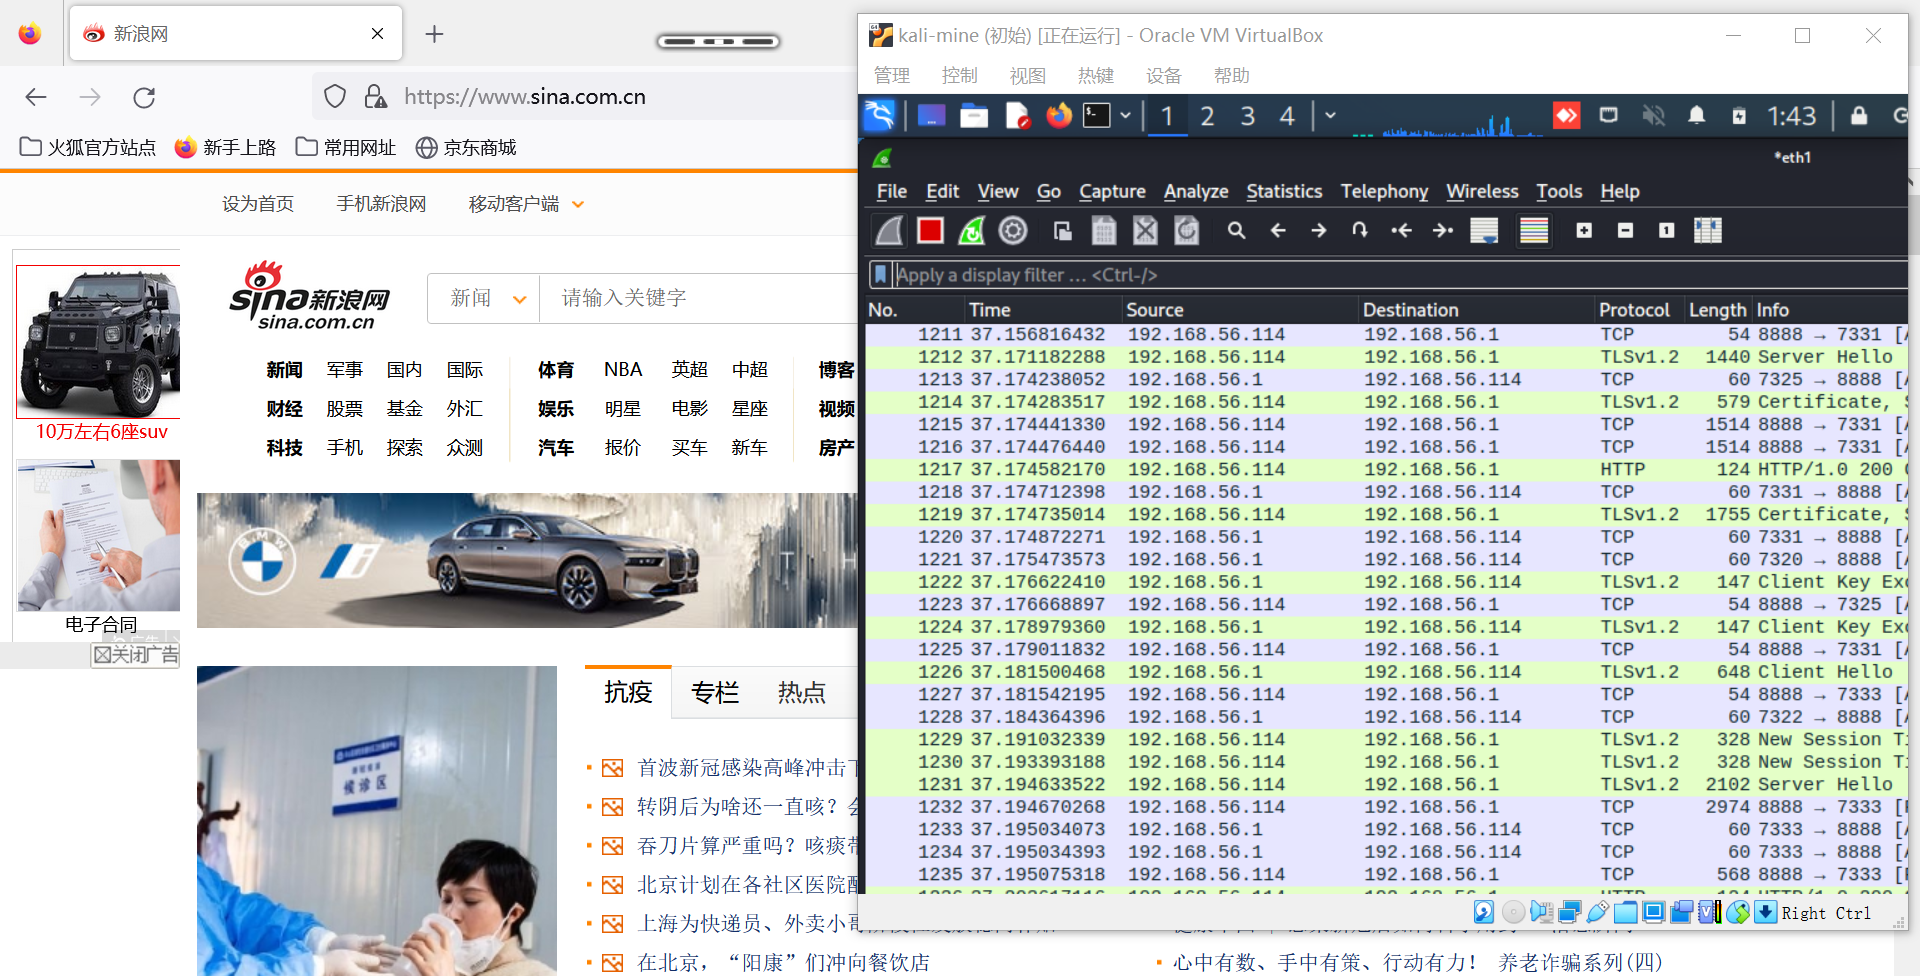 新浪网
https://www.sina.com.cn
火狐官方站点 新手上路 常用网址 京东商城
设为首页 手机新浪网 移动客户端
sina新浪网
sina.com.cn
新闻 请输入关键字
10万左右6座suv
新闻 军事 国内 国际 体育 NBA 英超 中超 博客
财经 股票 基金 外汇 娱乐 明星 电影 星座 视频
科技 手机 探索 众测 汽车 报价 买车 新车 房产
电子合同
关闭广告
BMW
i
T H
候诊区
抗疫 专栏 热点
首波新冠感染高峰冲击下
转阴后为啥还一直咳？
吞刀片算严重吗？咳痰带
北京计划在各社区医院配
上海为快递员、外卖小哥
在北京，“阳康”们冲向餐饮店
心中有数、手中有策、行动有力！ 养老诈骗系列(四)
kali-mine (初始) [正在运行] - Oracle VM VirtualBox
管理 控制 视图 热键 设备 帮助
1 2 3 4 1:43
*eth1
File Edit View Go Capture Analyze Statistics Telephony Wireless Tools Help
Apply a display filter … <Ctrl-/>
No. Time Source Destination Protocol Length Info
1211 37.156816432 192.168.56.114 192.168.56.1 TCP 54 8888 → 7331 [
1212 37.171182288 192.168.56.114 192.168.56.1 TLSv1.2 1440 Server Hello
1213 37.174238052 192.168.56.1 192.168.56.114 TCP 60 7325 → 8888 [
1214 37.174283517 192.168.56.114 192.168.56.1 TLSv1.2 579 Certificate,
1215 37.174441330 192.168.56.114 192.168.56.1 TCP 1514 8888 → 7331 [
1216 37.174476440 192.168.56.114 192.168.56.1 TCP 1514 8888 → 7331 [
1217 37.174582170 192.168.56.114 192.168.56.1 HTTP 124 HTTP/1.0 200
1218 37.174712398 192.168.56.1 192.168.56.114 TCP 60 7331 → 8888 [
1219 37.174735014 192.168.56.114 192.168.56.1 TLSv1.2 1755 Certificate,
1220 37.174872271 192.168.56.1 192.168.56.114 TCP 60 7331 → 8888 [
1221 37.175473573 192.168.56.1 192.168.56.114 TCP 60 7320 → 8888 [
1222 37.176622410 192.168.56.1 192.168.56.114 TLSv1.2 147 Client Key Exc
1223 37.176668897 192.168.56.114 192.168.56.1 TCP 54 8888 → 7325 [
1224 37.178979360 192.168.56.1 192.168.56.114 TLSv1.2 147 Client Key Exc
1225 37.179011832 192.168.56.114 192.168.56.1 TCP 54 8888 → 7331 [
1226 37.181500468 192.168.56.1 192.168.56.114 TLSv1.2 648 Client Hello
1227 37.181542195 192.168.56.114 192.168.56.1 TCP 54 8888 → 7333 [
1228 37.184364396 192.168.56.1 192.168.56.114 TCP 60 7322 → 8888 [
1229 37.191032339 192.168.56.114 192.168.56.1 TLSv1.2 328 New Session Ti
1230 37.193393188 192.168.56.114 192.168.56.1 TLSv1.2 328 New Session Ti
1231 37.194633522 192.168.56.114 192.168.56.1 TLSv1.2 2102 Server Hello
1232 37.194670268 192.168.56.114 192.168.56.1 TCP 2974 8888 → 7333 [
1233 37.195034073 192.168.56.1 192.168.56.114 TCP 60 7333 → 8888 [
1234 37.195034393 192.168.56.1 192.168.56.114 TCP 60 7333 → 8888 [
1235 37.195075318 192.168.56.114 192.168.56.1 TCP 568 8888 → 7333 [
Right Ctrl